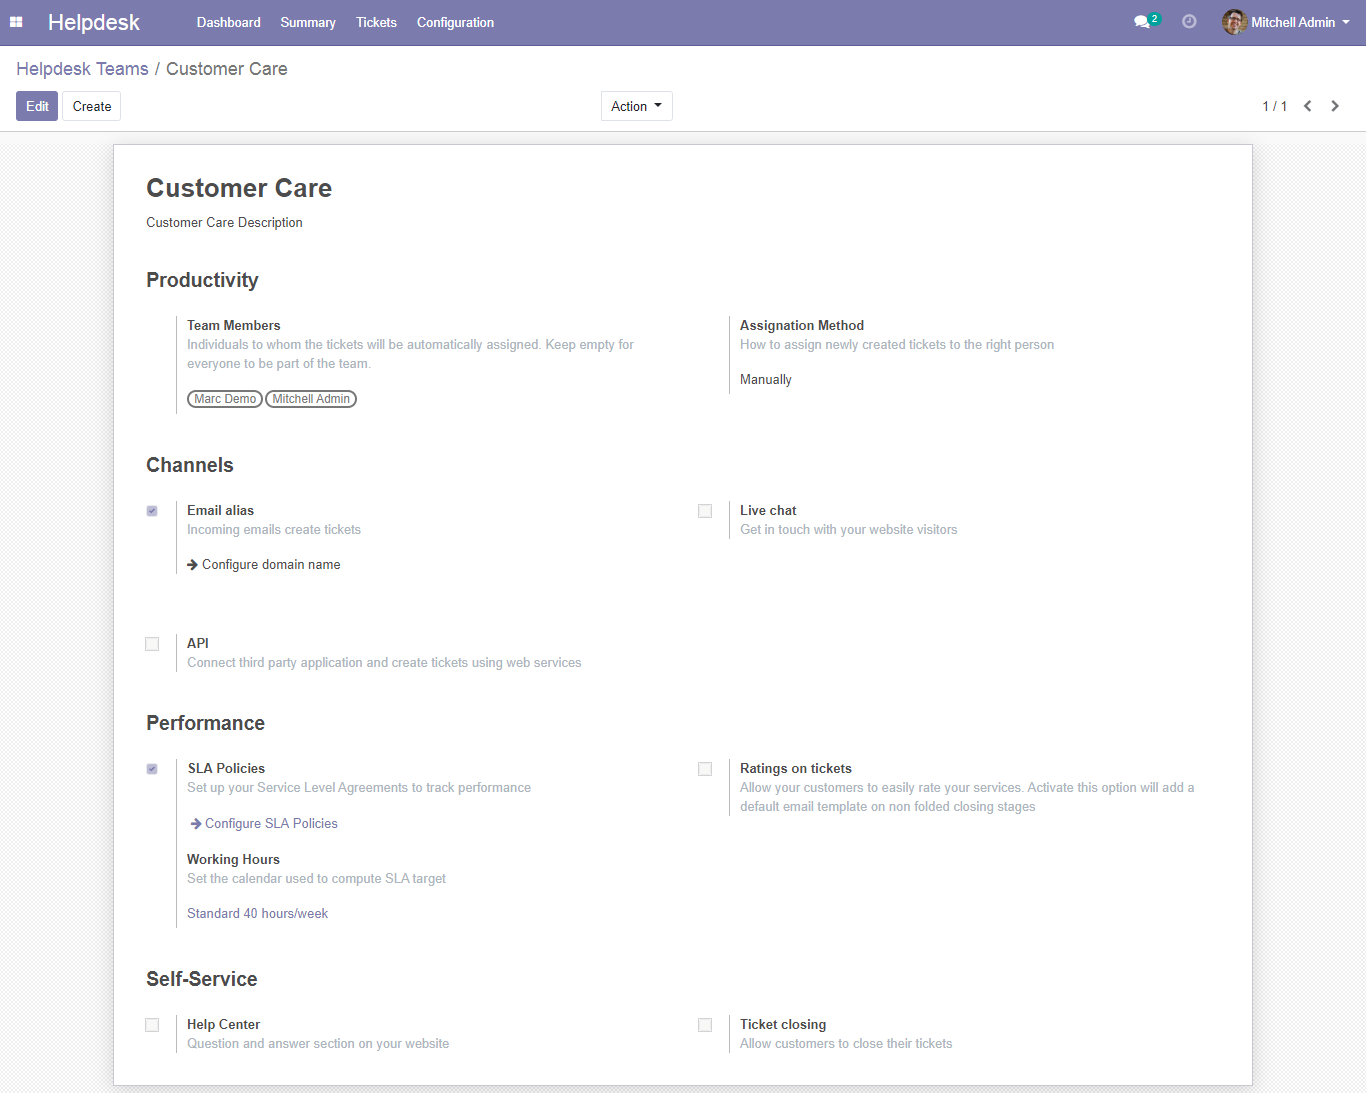 Helpdesk Dashboard Summary Tickets Configuration 2 Mitchell Admin
Helpdesk Teams / Customer Care
Edit Create Action 1 / 1
Customer Care
Customer Care Description
Productivity
Team Members
Individuals to whom the tickets will be automatically assigned. Keep empty for
everyone to be part of the team.
Marc Demo Mitchell Admin
Assignation Method
How to assign newly created tickets to the right person
Manually
Channels
Email alias
Incoming emails create tickets
Configure domain name
Live chat
Get in touch with your website visitors
API
Connect third party application and create tickets using web services
Performance
SLA Policies
Set up your Service Level Agreements to track performance
Configure SLA Policies
Working Hours
Set the calendar used to compute SLA target
Standard 40 hours/week
Ratings on tickets
Allow your customers to easily rate your services. Activate this option will add a
default email template on non folded closing stages
Self-Service
Help Center
Question and answer section on your website
Ticket closing
Allow customers to close their tickets